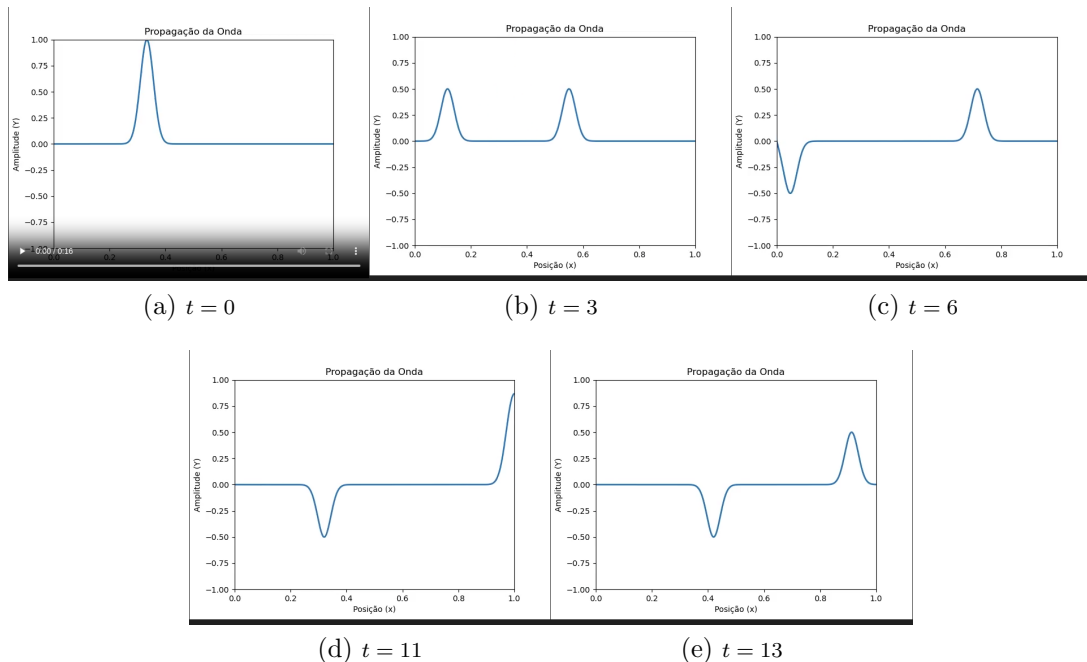 Propagação da Onda
1.00
0.75
0.50
0.25
0.00
−0.25
−0.50
−0.75
Amplitude (Y)
0:00 / 0:16
0.0 0.2 0.4 0.6 0.8 1.0
(a) t = 0
Propagação da Onda
1.00
0.75
0.50
0.25
0.00
−0.25
−0.50
−0.75
−1.00
Amplitude (Y)
0.0 0.2 0.4 0.6 0.8 1.0
Posição (x)
(b) t = 3
Propagação da Onda
1.00
0.75
0.50
0.25
0.00
−0.25
−0.50
−0.75
−1.00
Amplitude (Y)
0.0 0.2 0.4 0.6 0.8 1.0
Posição (x)
(c) t = 6
Propagação da Onda
1.00
0.75
0.50
0.25
0.00
−0.25
−0.50
−0.75
−1.00
Amplitude (Y)
0.0 0.2 0.4 0.6 0.8 1.0
Posição (x)
(d) t = 11
Propagação da Onda
1.00
0.75
0.50
0.25
0.00
−0.25
−0.50
−0.75
−1.00
Amplitude (Y)
0.0 0.2 0.4 0.6 0.8 1.0
Posição (x)
(e) t = 13